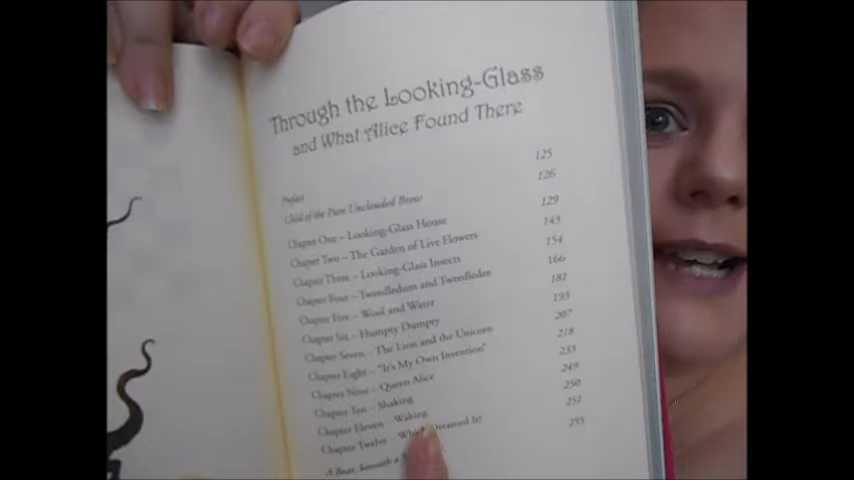 Through the Looking-Glass
and What Alice Found There
Preface 125
Child of the Pure Unclouded Brow 126
Chapter One – Looking-Glass House 129
Chapter Two – The Garden of Live Flowers 143
Chapter Three – Looking-Glass Insects 154
Chapter Four – Tweedledum and Tweedledee 166
Chapter Five – Wool and Water 181
Chapter Six – Humpty Dumpty 193
Chapter Seven – The Lion and the Unicorn 207
Chapter Eight – "It's My Own Invention" 218
Chapter Nine – Queen Alice 233
Chapter Ten – Shaking 249
Chapter Eleven – Waking 250
Chapter Twelve – Which Dreamed It? 251
A Boat, beneath a 255